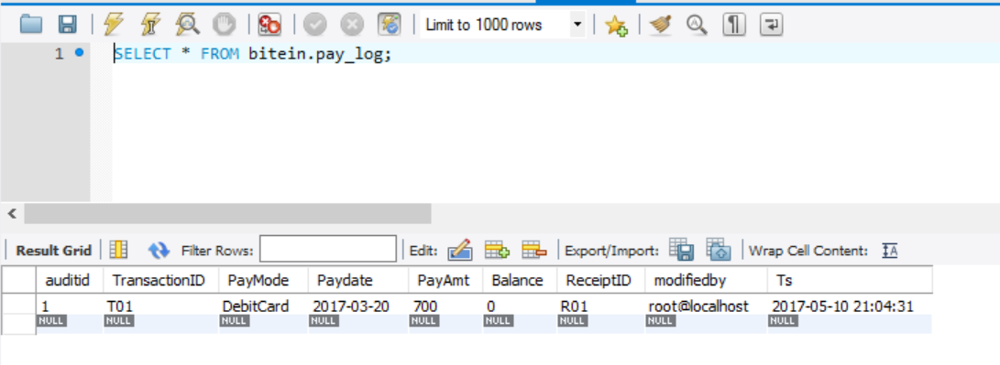 Limit to 1000 rows
1 SELECT * FROM bitein.pay_log;
Result Grid Filter Rows: Edit: Export/Import: Wrap Cell Content:
auditid TransactionID PayMode Paydate PayAmt Balance ReceiptID modifiedby Ts
1 T01 DebitCard 2017-03-20 700 0 R01 root@localhost 2017-05-10 21:04:31
NULL NULL NULL NULL NULL NULL NULL NULL NULL